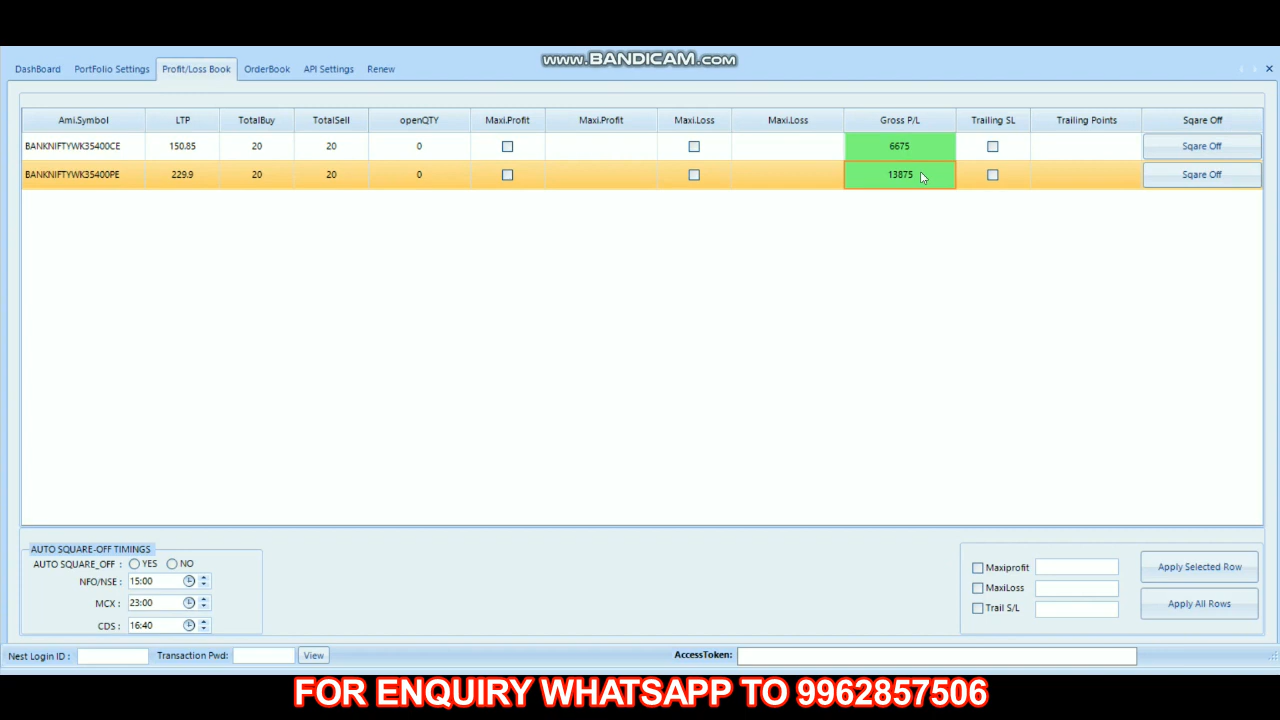 www.BANDICAM.com
DashBoard PortFolio Settings Profit/Loss Book OrderBook API Settings Renew
Ami.Symbol LTP TotalBuy TotalSell openQTY Maxi.Profit Maxi.Profit Maxi.Loss Maxi.Loss Gross P/L Trailing SL Trailing Points Sqare Off
BANKNIFTYWK35400CE 150.85 20 20 0 6675 Sqare Off
BANKNIFTYWK35400PE 229.9 20 20 0 13875 Sqare Off
AUTO SQUARE-OFF TIMINGS
AUTO SQUARE_OFF : YES NO
NFO/NSE : 15:00
MCX : 23:00
CDS : 16:40
Maxiprofit
MaxiLoss
Trail S/L
Apply Selected Row
Apply All Rows
Nest Login ID : Transaction Pwd: View AccessToken:
FOR ENQUIRY WHATSAPP TO 9962857506